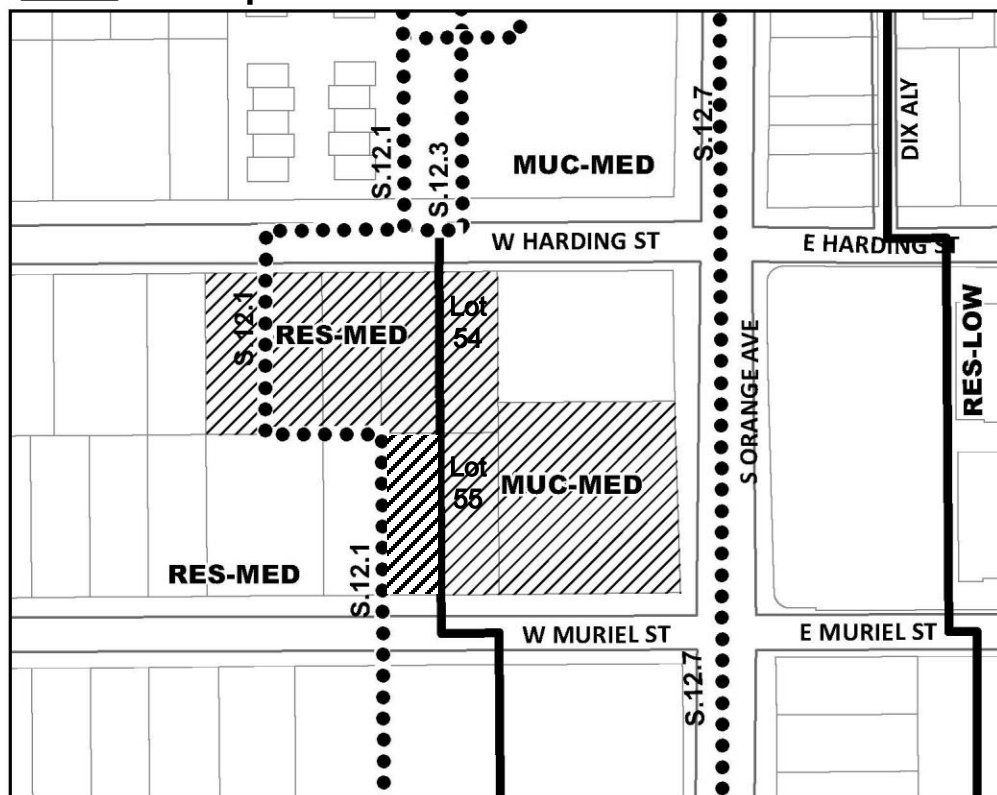 S.12.1
S.12.3
MUC-MED
S.12.7
DIX ALY
W HARDING ST
E HARDING ST
S.12.1
RES-MED
Lot
54
S ORANGE AVE
RES-LOW
Lot
55
MUC-MED
RES-MED
S.12.1
W MURIEL ST
E MURIEL ST
S.12.7